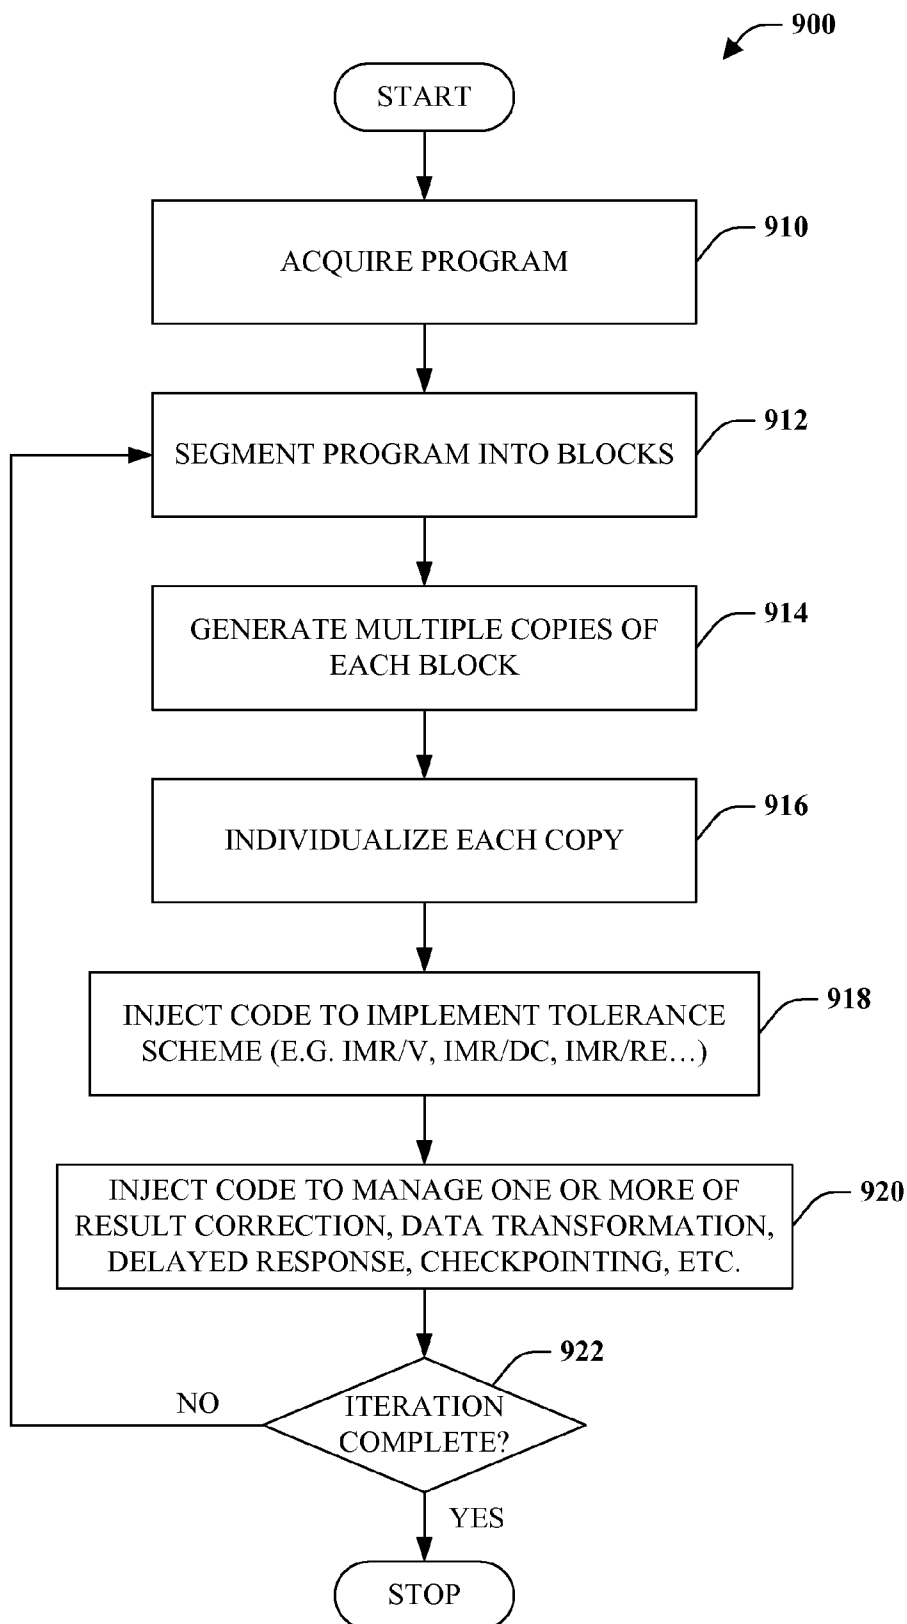 900
START
910
ACQUIRE PROGRAM
912
SEGMENT PROGRAM INTO BLOCKS
914
GENERATE MULTIPLE COPIES OF
EACH BLOCK
916
INDIVIDUALIZE EACH COPY
918
INJECT CODE TO IMPLEMENT TOLERANCE
SCHEME (E.G. IMR/V, IMR/DC, IMR/RE…)
920
INJECT CODE TO MANAGE ONE OR MORE OF
RESULT CORRECTION, DATA TRANSFORMATION,
DELAYED RESPONSE, CHECKPOINTING, ETC.
922
NO
ITERATION
COMPLETE?
YES
STOP